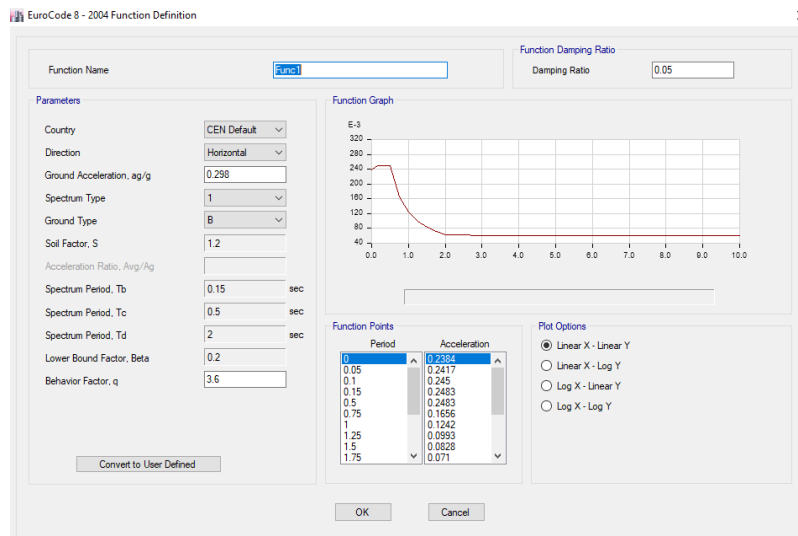 EuroCode 8 - 2004 Function Definition
Function Name
Func1
Function Damping Ratio
Damping Ratio
0.05
Parameters
Country
CEN Default
Direction
Horizontal
Ground Acceleration, ag/g
0.298
Spectrum Type
1
Ground Type
B
Soil Factor, S
1.2
Acceleration Ratio, Avg/Ag
Spectrum Period, Tb
0.15
sec
Spectrum Period, Tc
0.5
sec
Spectrum Period, Td
2
sec
Lower Bound Factor, Beta
0.2
Behavior Factor, q
3.6
Convert to User Defined
Function Graph
E-3
320
280
240
200
160
120
80
40
0.0 1.0 2.0 3.0 4.0 5.0 6.0 7.0 8.0 9.0 10.0
Function Points
Period Acceleration
0 0.2384
0.05 0.2417
0.1 0.245
0.15 0.2483
0.5 0.2483
0.75 0.1656
1 0.1242
1.25 0.0993
1.5 0.0828
1.75 0.071
Plot Options
Linear X - Linear Y
Linear X - Log Y
Log X - Linear Y
Log X - Log Y
OK
Cancel